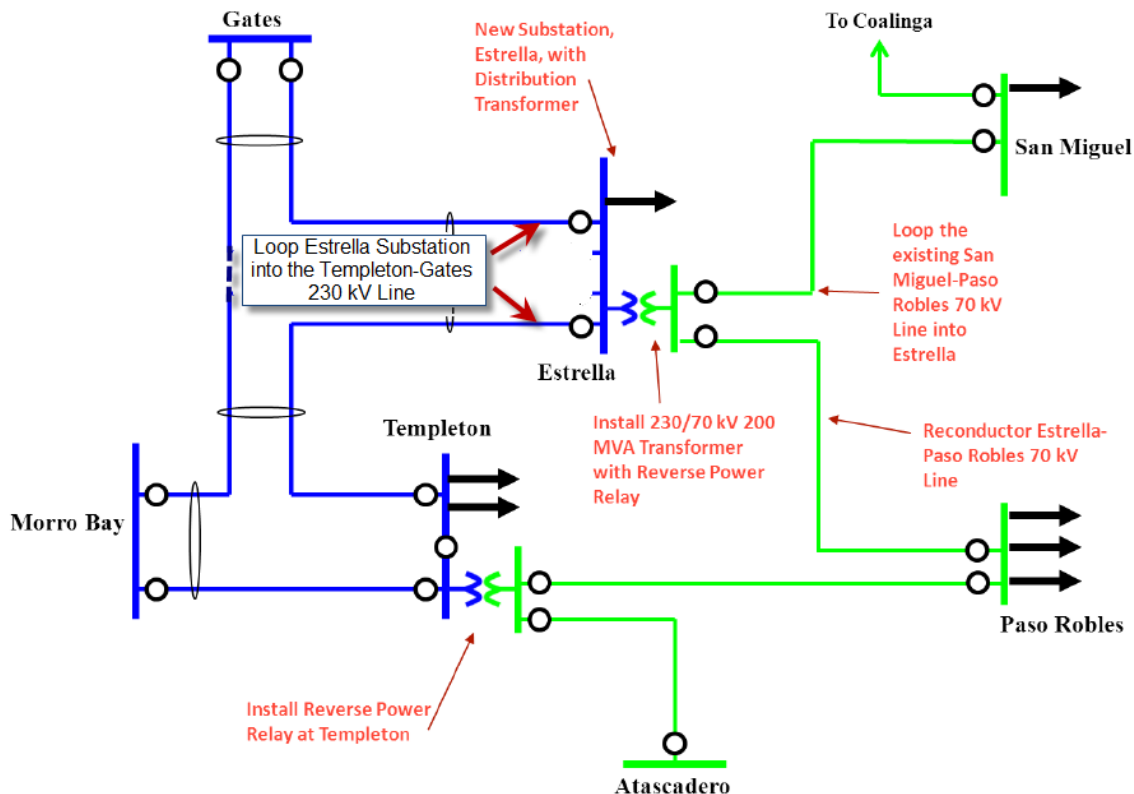 Gates
To Coalinga
New Substation,
Estrella, with
Distribution
Transformer
San Miguel
Loop Estrella Substation
into the Templeton-Gates
230 kV Line
Loop the
existing San
Miguel-Paso
Robles 70 kV
Line into
Estrella
Estrella
Install 230/70 kV 200
MVA Transformer
with Reverse Power
Relay
Reconductor Estrella-
Paso Robles 70 kV
Line
Templeton
Morro Bay
Paso Robles
Install Reverse Power
Relay at Templeton
Atascadero